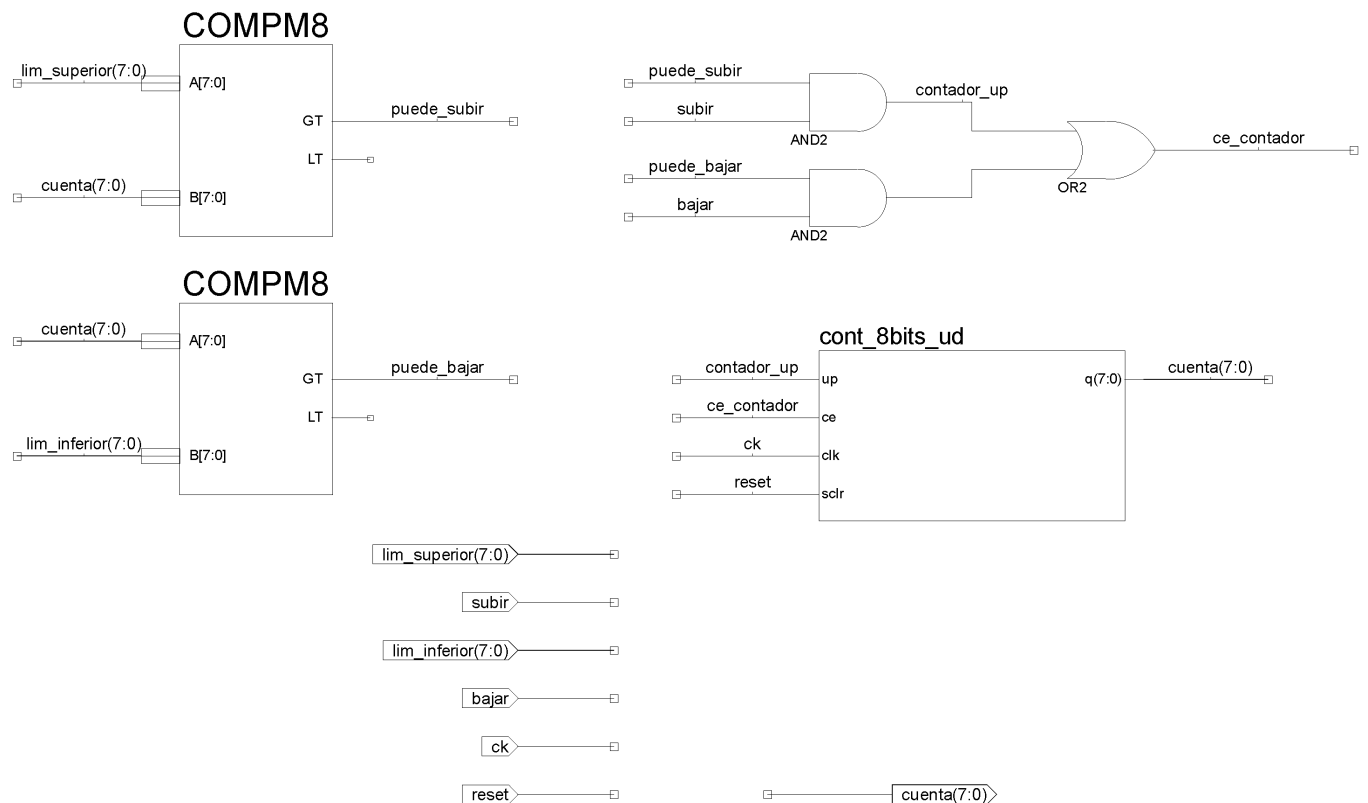 COMPM8
lim_superior(7:0)
A[7:0]
GT
puede_subir
LT
cuenta(7:0)
B[7:0]
puede_subir
subir
AND2
contador_up
puede_bajar
bajar
AND2
OR2
ce_contador
COMPM8
cuenta(7:0)
A[7:0]
GT
puede_bajar
LT
lim_inferior(7:0)
B[7:0]
cont_8bits_ud
contador_up
up
q(7:0)
cuenta(7:0)
ce_contador
ce
ck
clk
reset
sclr
lim_superior(7:0)
subir
lim_inferior(7:0)
bajar
ck
reset
cuenta(7:0)